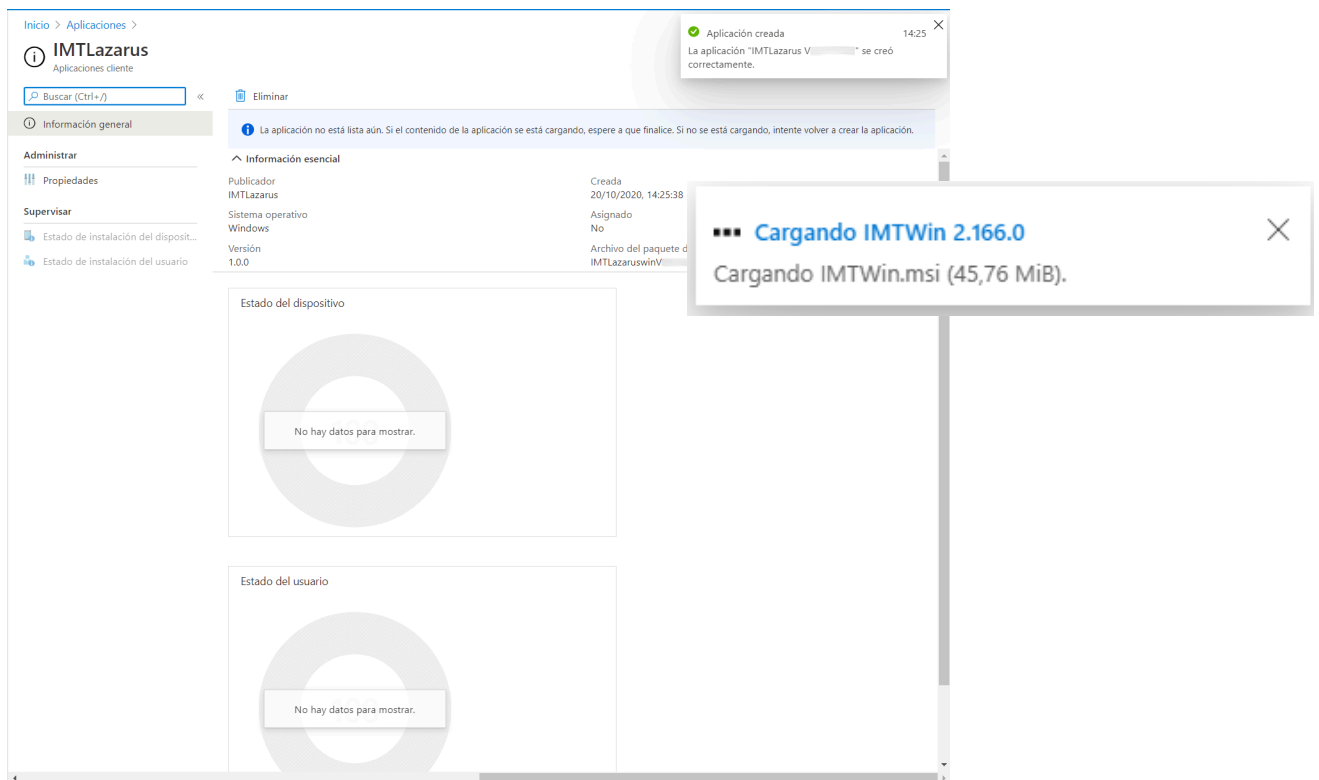 Inicio > Aplicaciones >
IMTLazarus
Aplicaciones cliente
Aplicación creada 14:25
La aplicación "IMTLazarus V " se creó
correctamente.
Buscar (Ctrl+/)
Eliminar
Información general
La aplicación no está lista aún. Si el contenido de la aplicación se está cargando, espere a que finalice. Si no se está cargando, intente volver a crear la aplicación.
Administrar
Propiedades
Supervisar
Estado de instalación del disposit...
Estado de instalación del usuario
Información esencial
Publicador
IMTLazarus
Creada
20/10/2020, 14:25:38
Sistema operativo
Windows
Asignado
No
Versión
1.0.0
Archivo del paquete d
IMTLazaruswinV
Cargando IMTWin 2.166.0
Cargando IMTWin.msi (45,76 MiB).
Estado del dispositivo
No hay datos para mostrar.
Estado del usuario
No hay datos para mostrar.